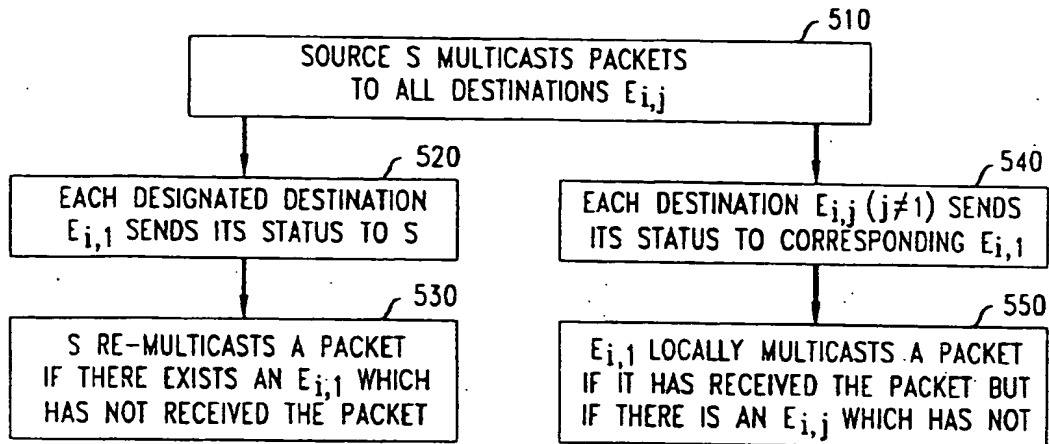 510
SOURCE S MULTICASTS PACKETS
TO ALL DESTINATIONS Ei,j
520
EACH DESIGNATED DESTINATION
Ei,1 SENDS ITS STATUS TO S
530
S RE-MULTICASTS A PACKET
IF THERE EXISTS AN Ei,1 WHICH
HAS NOT RECEIVED THE PACKET
540
EACH DESTINATION Ei,j (j≠1) SENDS
ITS STATUS TO CORRESPONDING Ei,1
550
Ei,1 LOCALLY MULTICASTS A PACKET
IF IT HAS RECEIVED THE PACKET BUT
IF THERE IS AN Ei,j WHICH HAS NOT